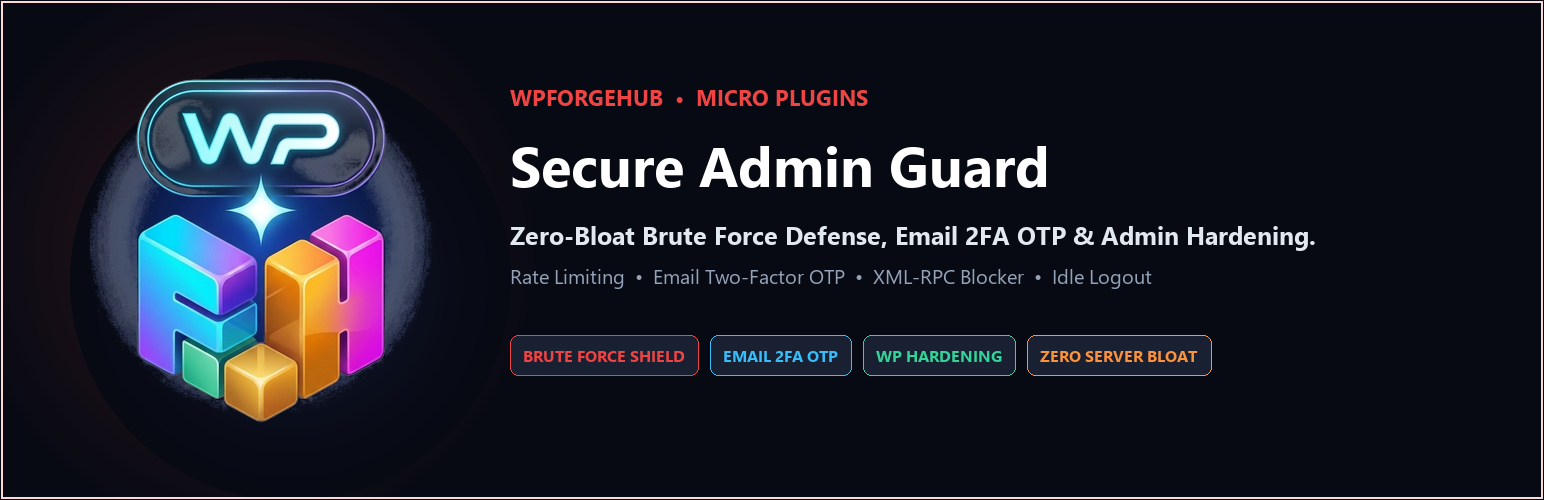 WP
FH
WPFORGEHUB • MICRO PLUGINS
Secure Admin Guard
Zero-Bloat Brute Force Defense, Email 2FA OTP & Admin Hardening.
Rate Limiting • Email Two-Factor OTP • XML-RPC Blocker • Idle Logout
BRUTE FORCE SHIELD
EMAIL 2FA OTP
WP HARDENING
ZERO SERVER BLOAT